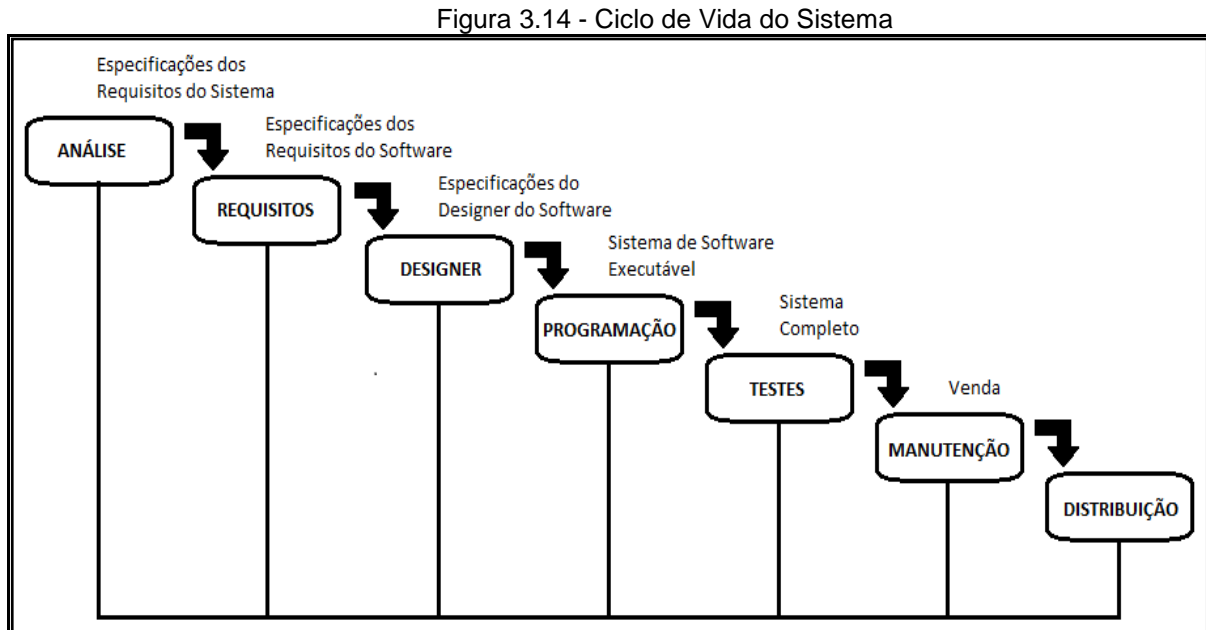 Figura 3.14 - Ciclo de Vida do Sistema
Especificações dos
Requisitos do Sistema
ANÁLISE
Especificações dos
Requisitos do Software
REQUISITOS
Especificações do
Designer do Software
DESIGNER
Sistema de Software
Executável
PROGRAMAÇÃO
Sistema
Completo
TESTES
Venda
MANUTENÇÃO
DISTRIBUIÇÃO